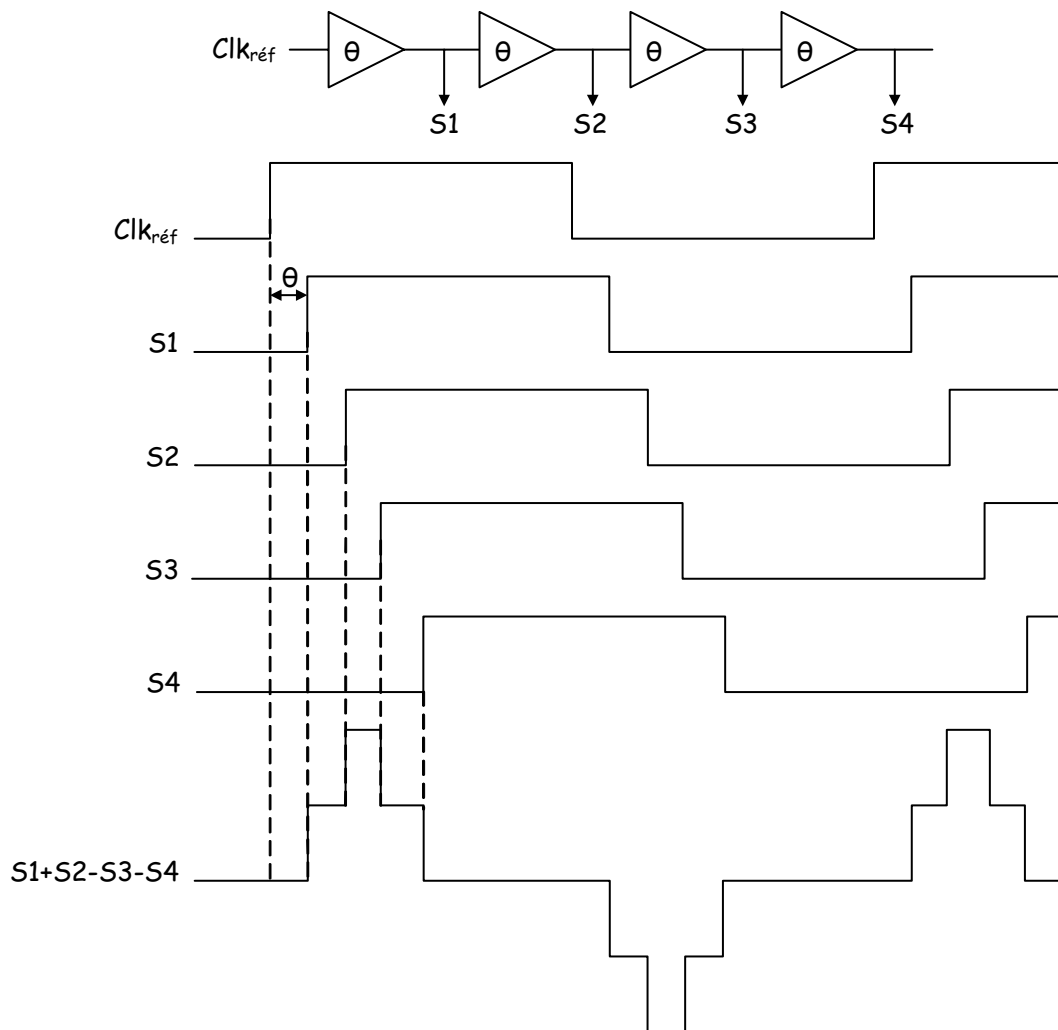 Clkréf θ θ θ θ
S1 S2 S3 S4
Clkréf
θ
S1
S2
S3
S4
S1+S2-S3-S4